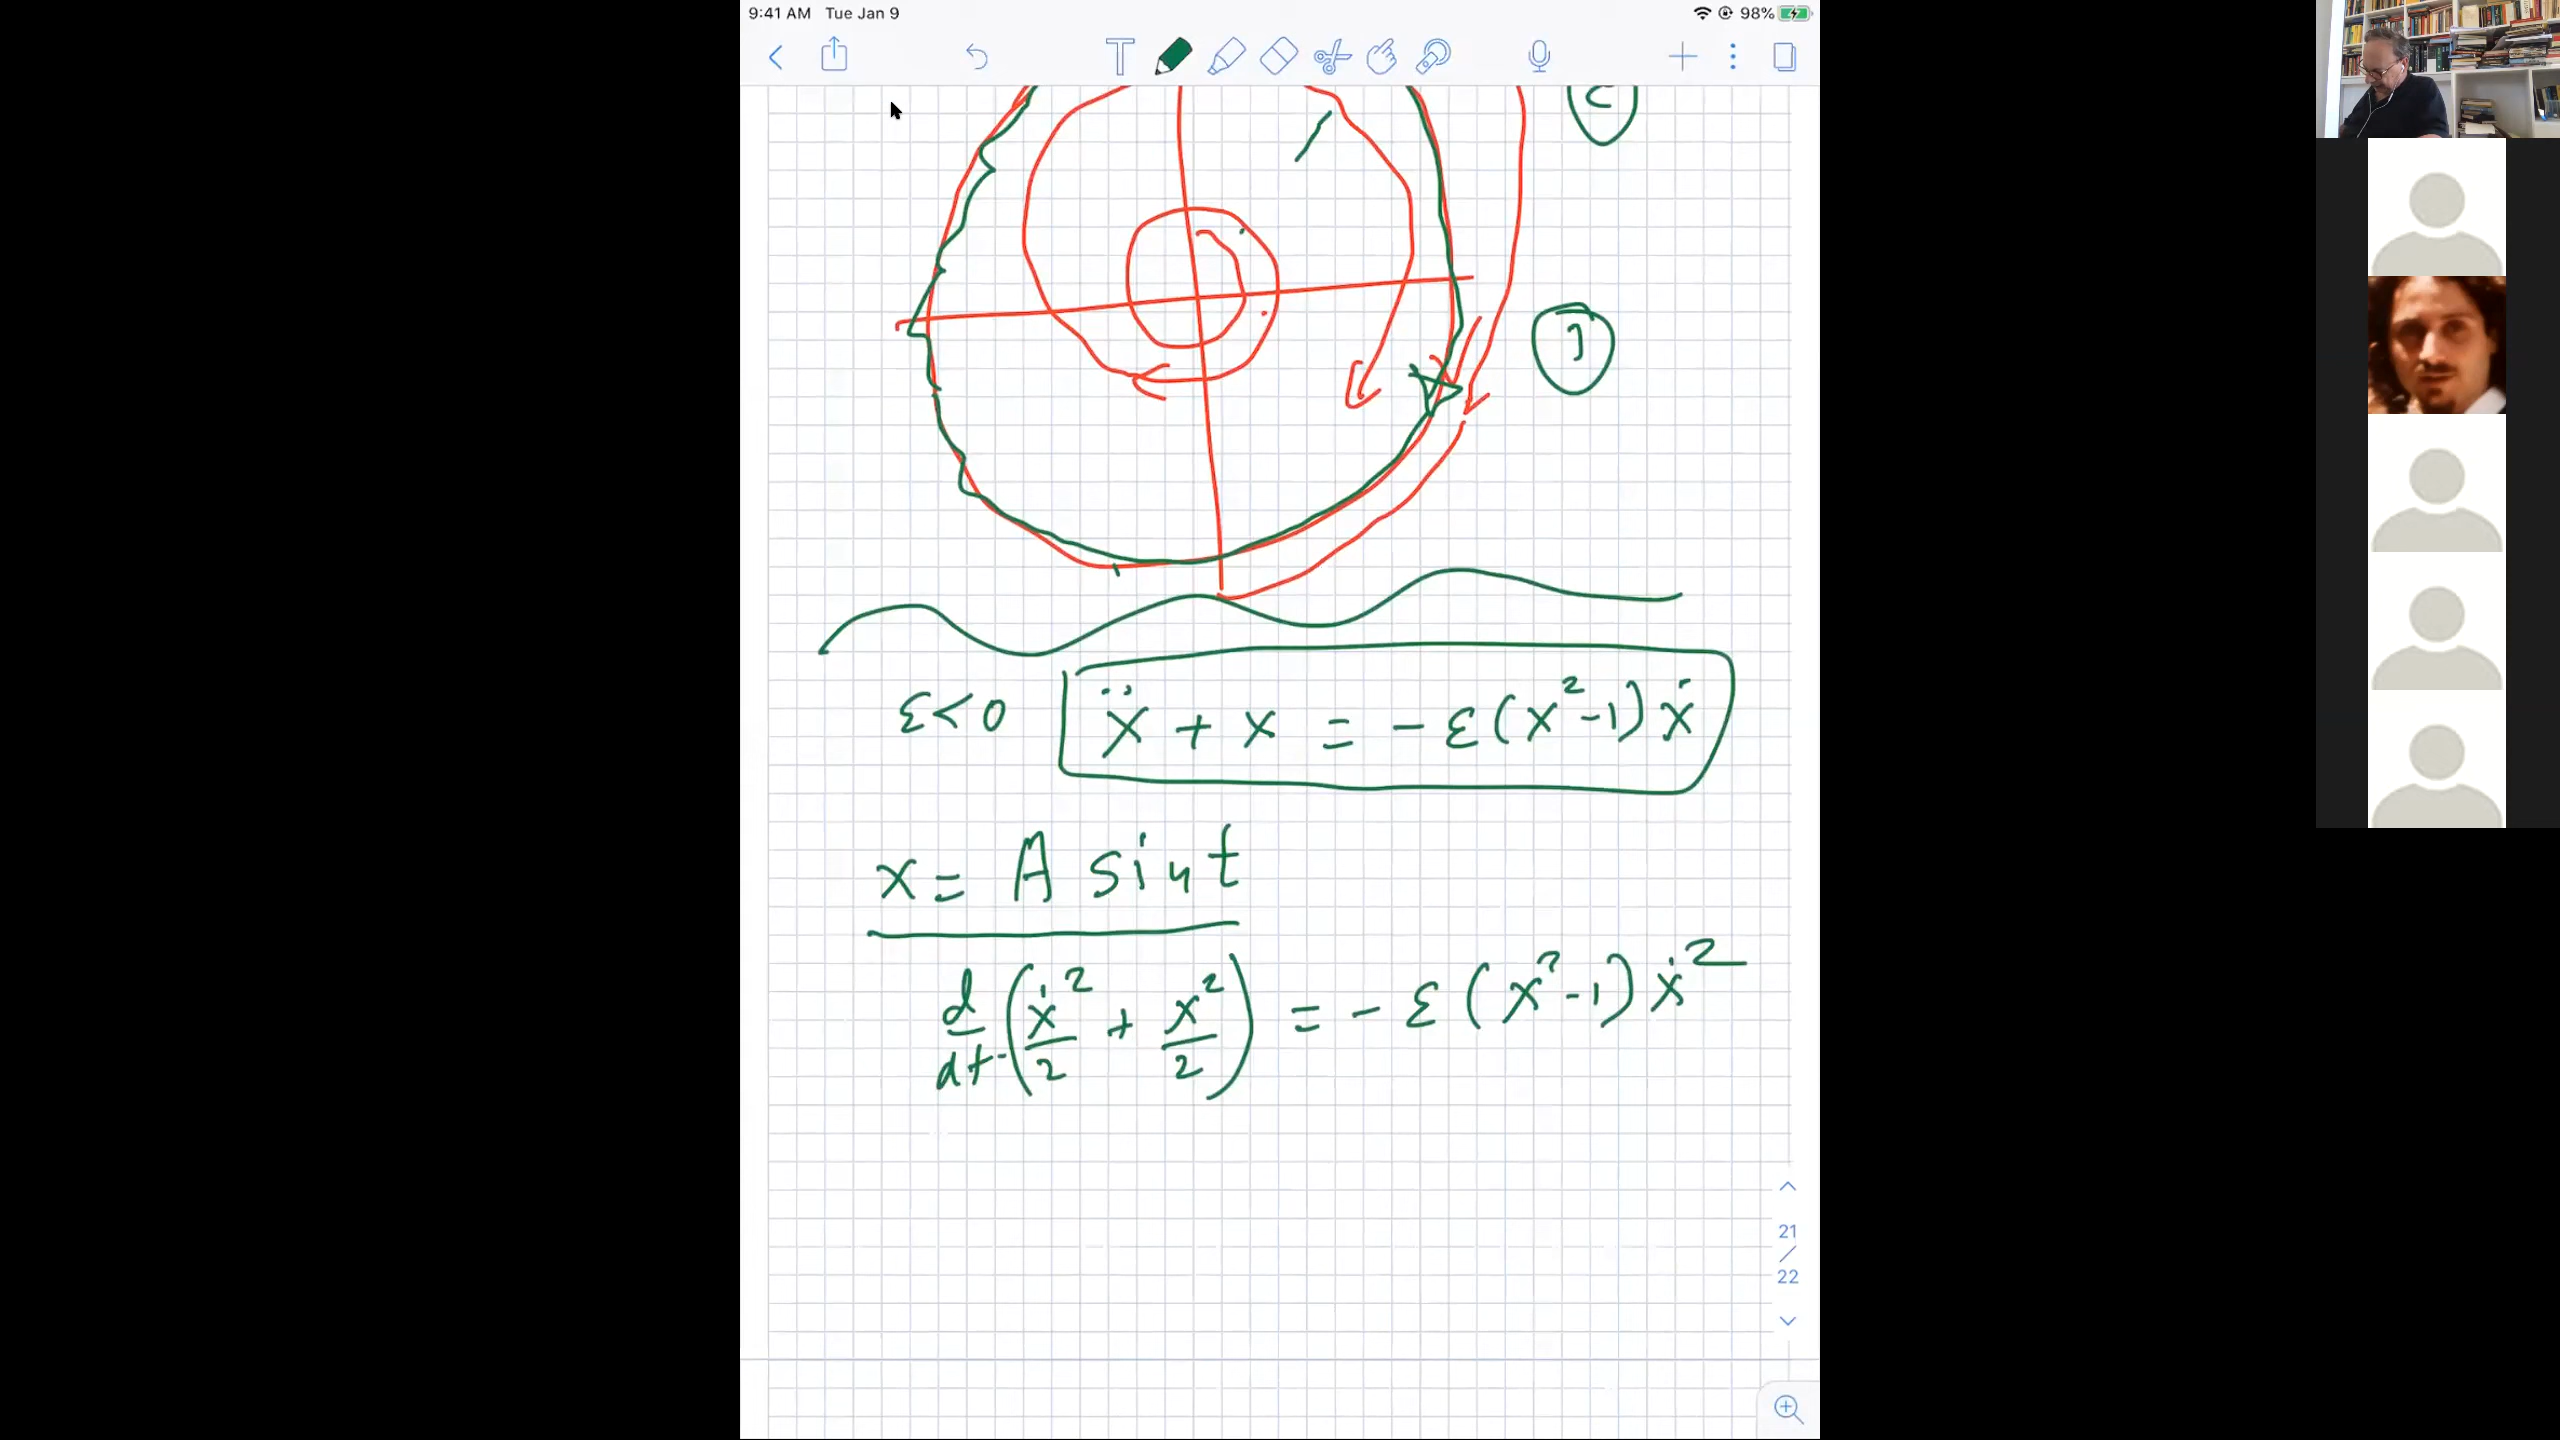 9:41 AM Tue Jan 9 98%
T
ε<0 ẍ + x = - ε(x²-1)ẋ
x = A sin t
d/dt (ẋ²/2 + x²/2) = - ε (x²-1) ẋ²
21
/
22